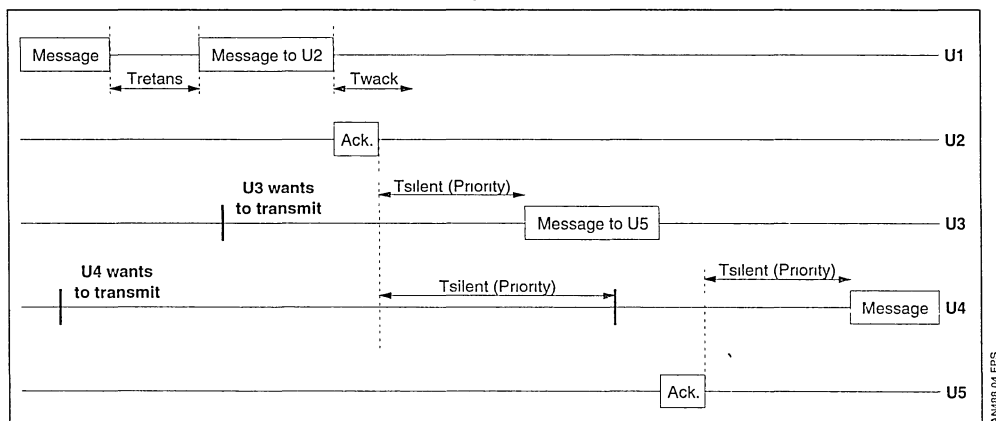 Message
Message to U2
U1
Tretans
Twack
Ack.
U2
U3 wants
to transmit
Tsilent (Priority)
Message to U5
U3
U4 wants
to transmit
Tsilent (Priority)
Tsilent (Priority)
Message
U4
Ack.
U5